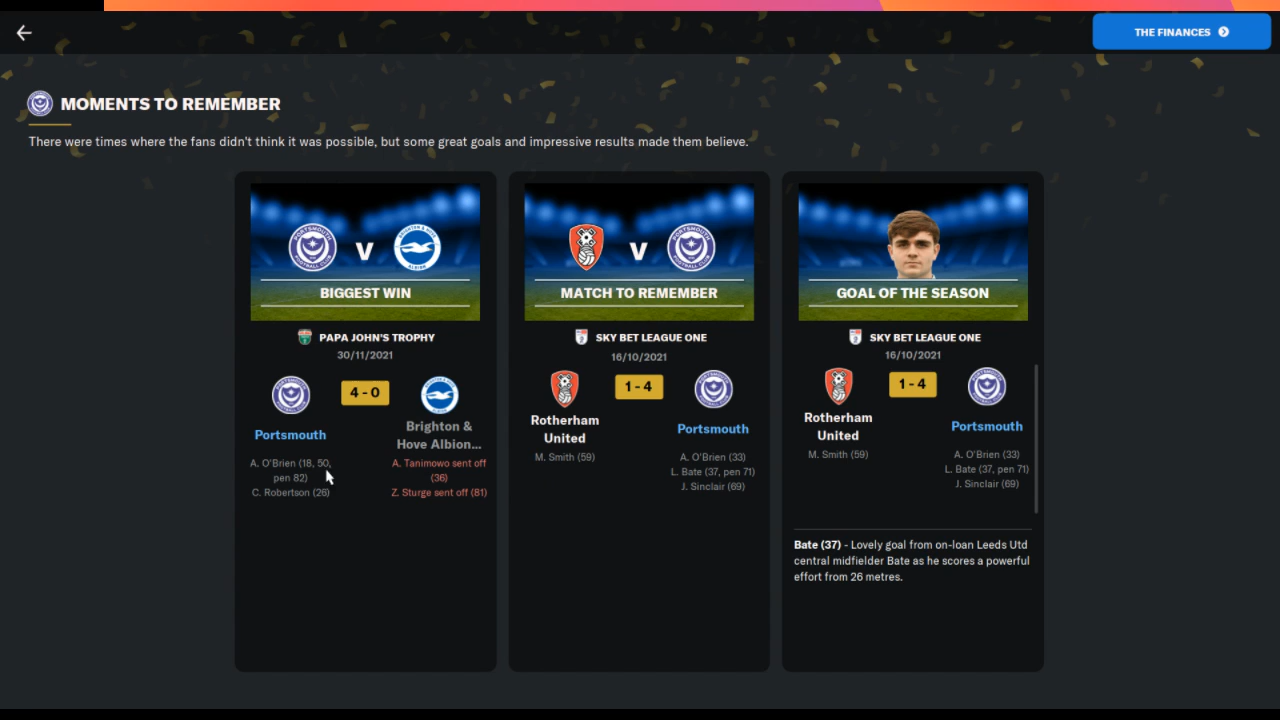 THE FINANCES
MOMENTS TO REMEMBER
There were times where the fans didn't think it was possible, but some great goals and impressive results made them believe.
V
BIGGEST WIN
PAPA JOHN'S TROPHY
30/11/2021
4 - 0
Portsmouth
Brighton &
Hove Albion...
A. O'Brien (18, 50,
pen 82)
C. Robertson (26)
A. Tanimowo sent off
(36)
Z. Sturge sent off (81)
V
MATCH TO REMEMBER
SKY BET LEAGUE ONE
16/10/2021
1 - 4
Rotherham
United
Portsmouth
M. Smith (59)
A. O'Brien (33)
L. Bate (37, pen 71)
J. Sinclair (69)
GOAL OF THE SEASON
SKY BET LEAGUE ONE
16/10/2021
1 - 4
Rotherham
United
Portsmouth
M. Smith (59)
A. O'Brien (33)
L. Bate (37, pen 71)
J. Sinclair (69)
Bate (37) - Lovely goal from on-loan Leeds Utd
central midfielder Bate as he scores a powerful
effort from 26 metres.